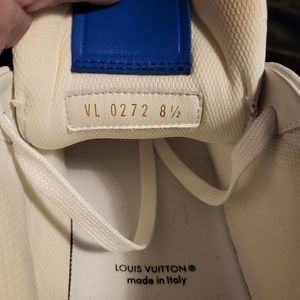 VL 0272 8½
LOUIS VUITTON®
made in Italy